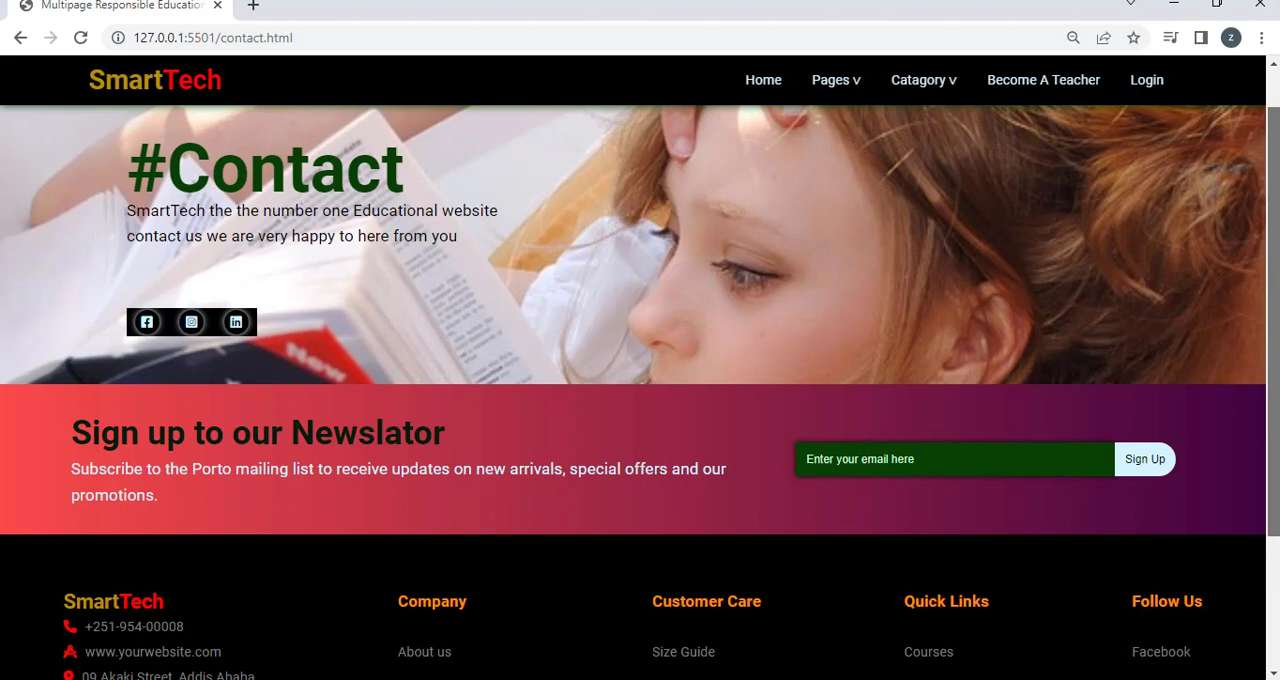 Multipage Responsible Educatio
127.0.0.1:5501/contact.html
Z
SmartTech
Home Pages v Catagory v Become A Teacher Login
#Contact
SmartTech the the number one Educational website
contact us we are very happy to here from you
New
Sign up to our Newslator
Subscribe to the Porto mailing list to receive updates on new arrivals, special offers and our
promotions.
Enter your email here Sign Up
SmartTech Company Customer Care Quick Links Follow Us
+251-954-00008
www.yourwebsite.com About us Size Guide Courses Facebook
09 Akaki Street, Addis Ababa